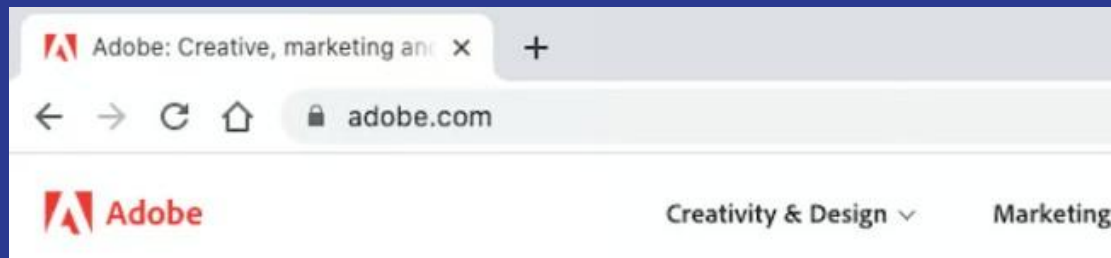 Adobe: Creative, marketing an
adobe.com
Adobe
Creativity & Design
Marketing